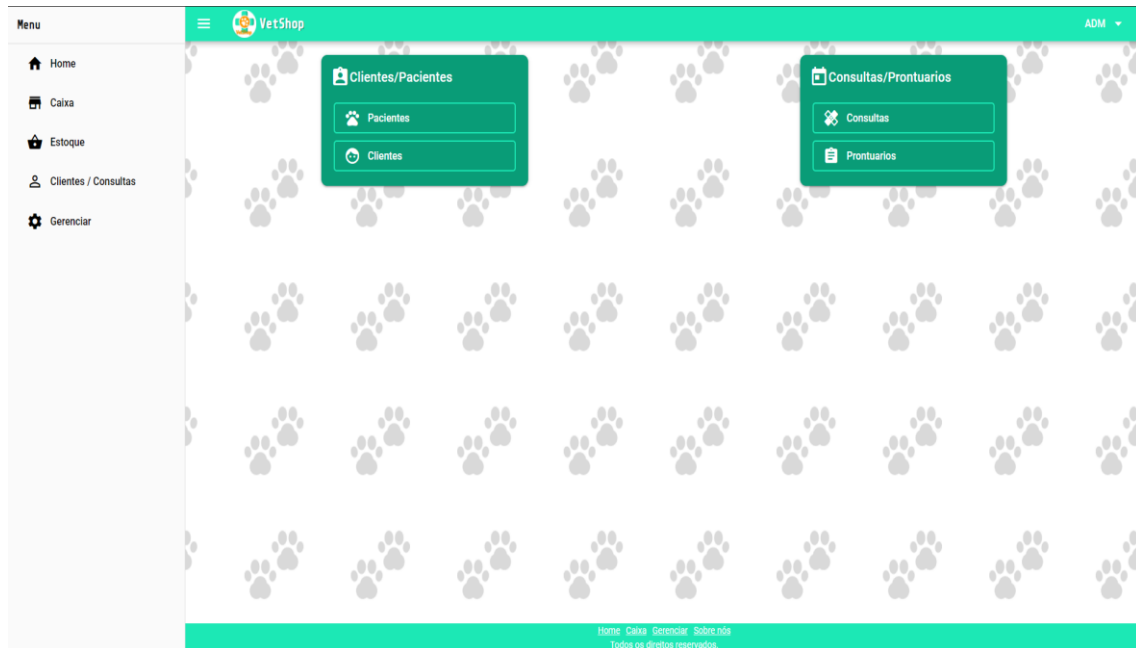 Menu
VetShop
ADM
Home
Caixa
Estoque
Clientes / Consultas
Gerenciar
Clientes/Pacientes
Pacientes
Clientes
Consultas/Prontuarios
Consultas
Prontuarios
Home Caixa Gerenciar Sobre nós
Todos os direitos reservados.